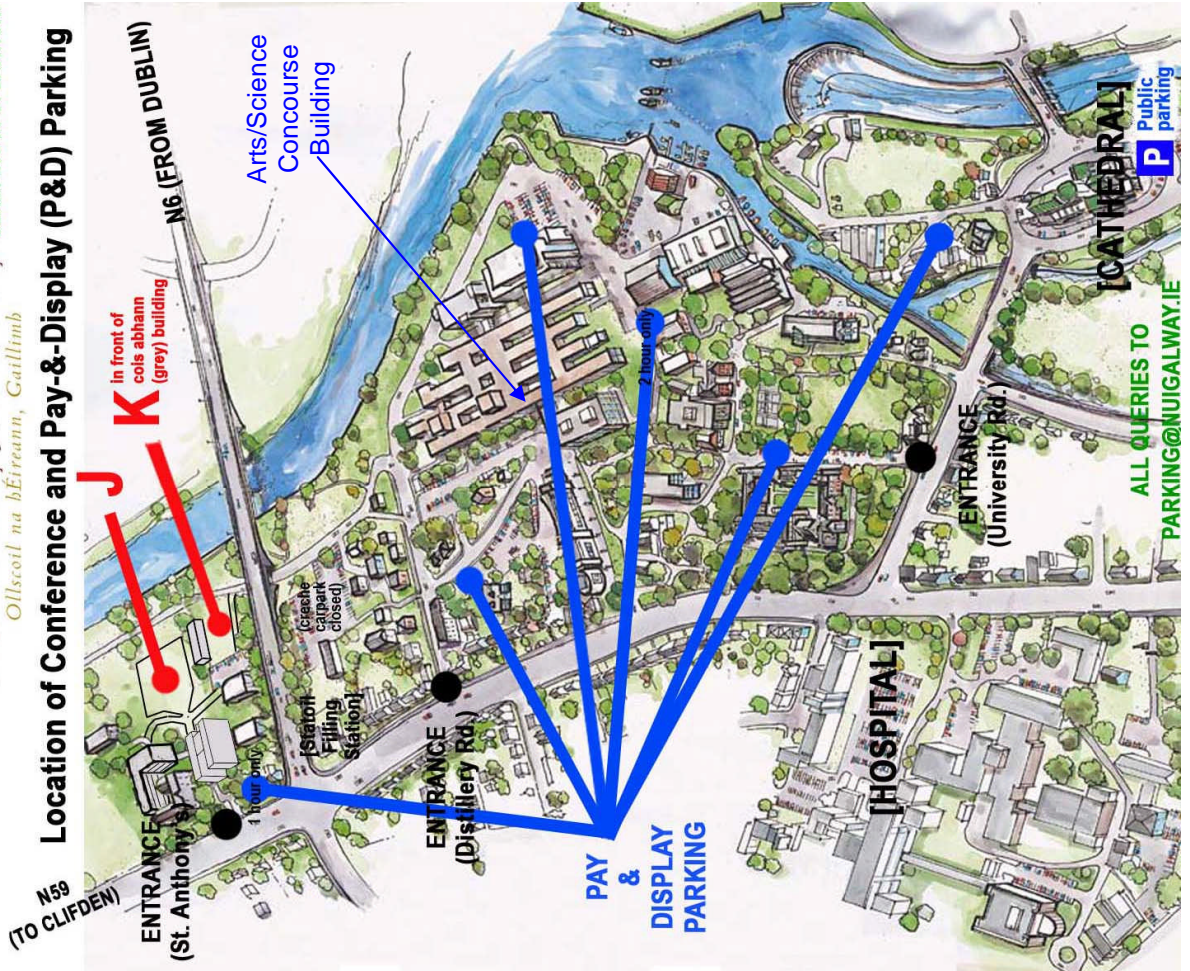 Ollscoil na hÉireann, Gaillimh
Location of Conference and Pay-&-Display (P&D) Parking
N6 (FROM DUBLIN)
Arts/Science
Concourse
Building
J
K
in front of
cois abhann
(grey) building
N59
(TO CLIFDEN)
ENTRANCE
(St. Anthony's)
1 hour only
[Statoil
Filling
Station]
(creche
carpark
closed)
ENTRANCE
(Distillery Rd.)
2 hour only
PAY
&
DISPLAY
PARKING
[HOSPITAL]
ENTRANCE
(University Rd.)
[CATHEDRAL]
P
Public
parking
ALL QUERIES TO
PARKING@NUIGALWAY.IE